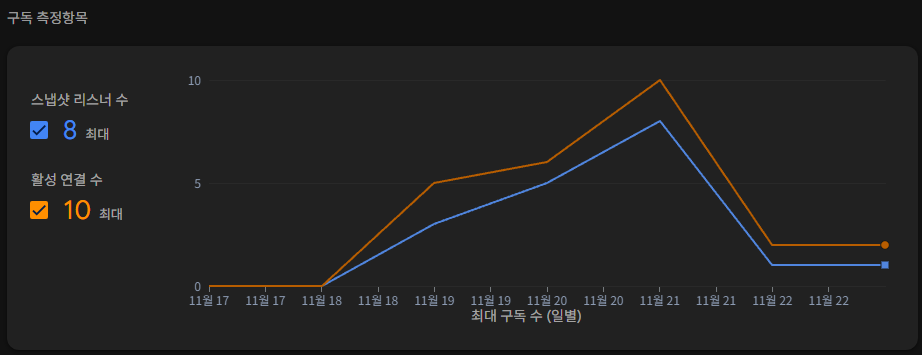 구독 측정항목
스냅샷 리스너 수
8 최대
활성 연결 수
10 최대
10
5
0
11월 17 11월 17 11월 18 11월 18 11월 19 11월 19 11월 20 11월 20 11월 21 11월 21 11월 22 11월 22
최대 구독 수 (일별)